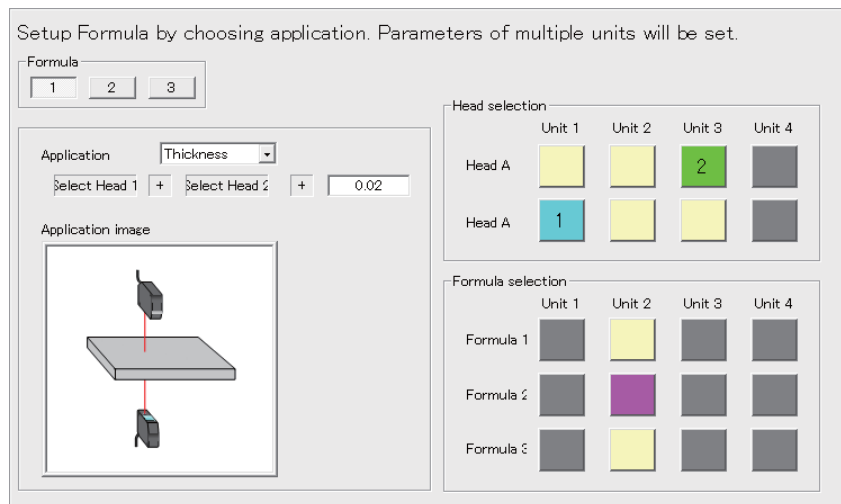 Setup Formula by choosing application. Parameters of multiple units will be set.
Formula
1 2 3
Application Thickness
Select Head 1 + Select Head 2 + 0.02
Application image
Head selection
Unit 1 Unit 2 Unit 3 Unit 4
Head A 2
Head A 1
Formula selection
Unit 1 Unit 2 Unit 3 Unit 4
Formula 1
Formula 2
Formula 3